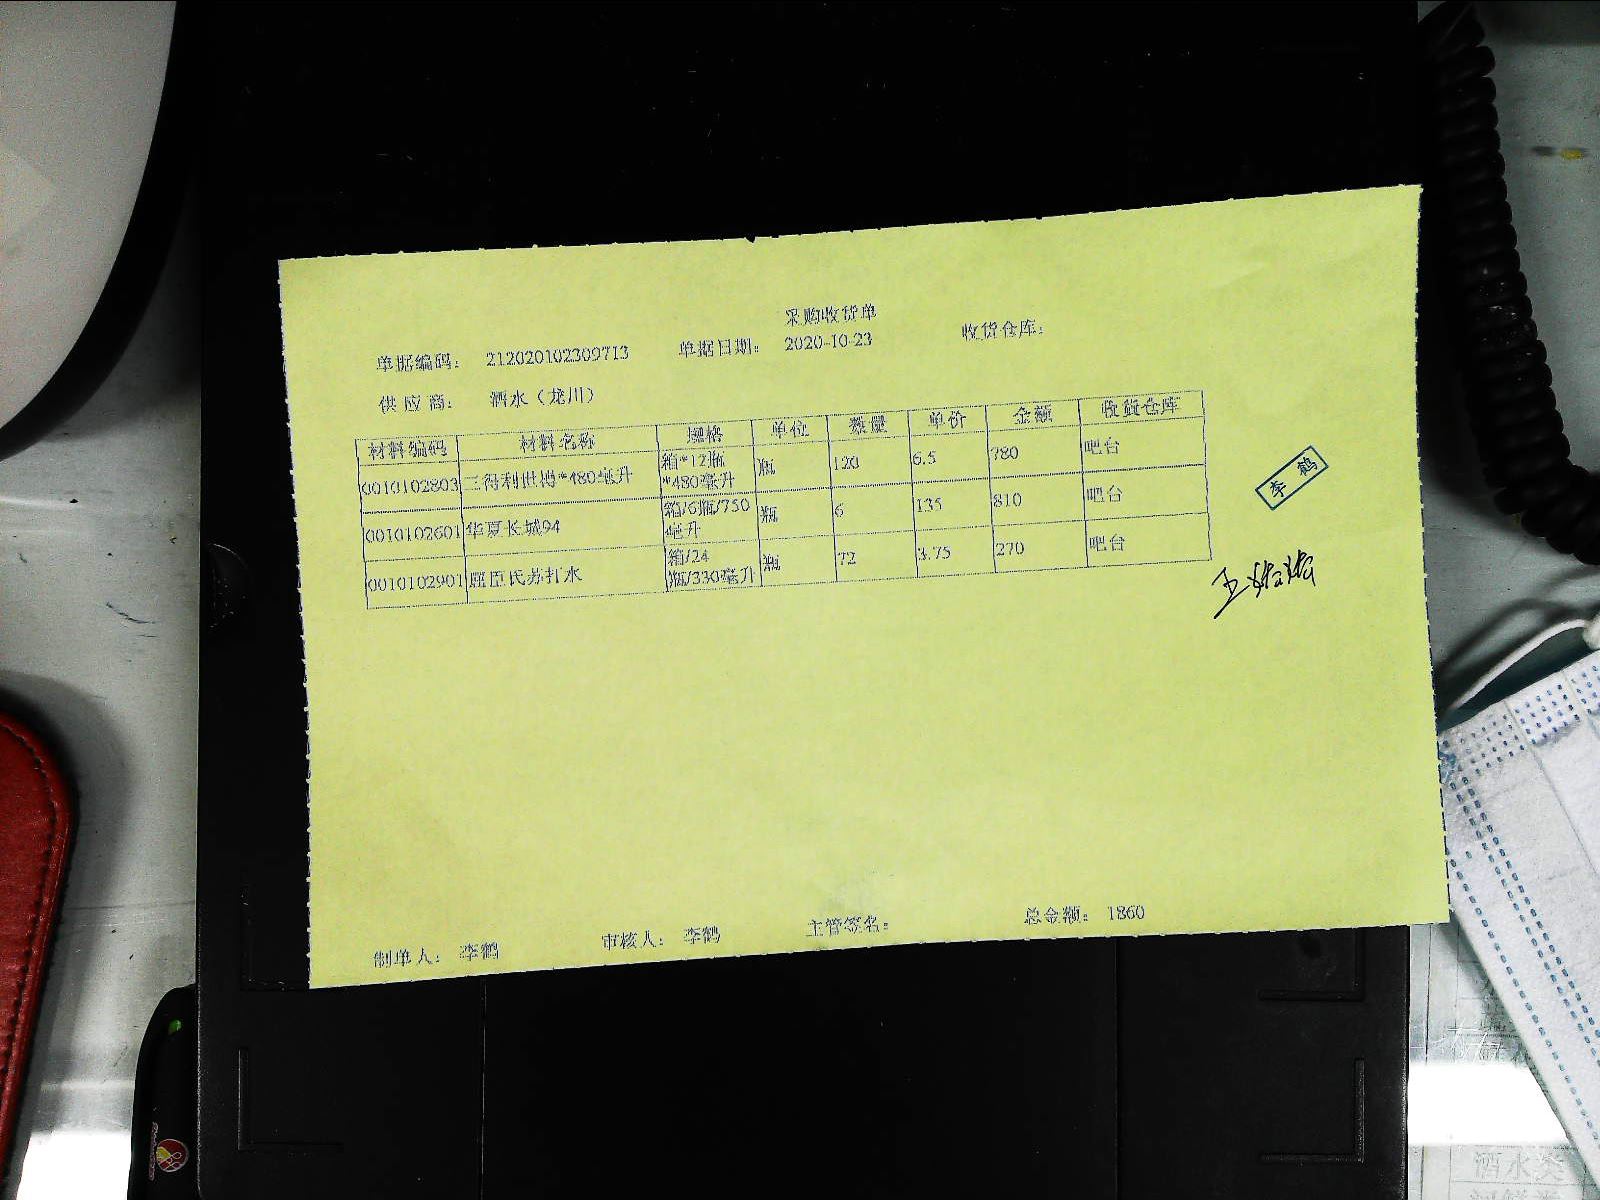 采购收货单
单据编码： 212020102309713 单据日期： 2020-10-23 收货仓库：
供 应 商： 酒水（龙川）
材料编码 材料名称 规格 单位 数量 单价 金额 收货仓库
0010102803 三得利世博*480毫升 箱*12瓶*480毫升 瓶 120 6.5 780 吧台
0010102601 华夏长城94 箱/6瓶/750毫升 瓶 6 135 810 吧台
0010102901 屈臣氏苏打水 箱/24瓶/330毫升 瓶 72 3.75 270 吧台
李鹤
制单人： 李鹤 审核人： 李鹤 主管签名： 总金额： 1860
酒水类